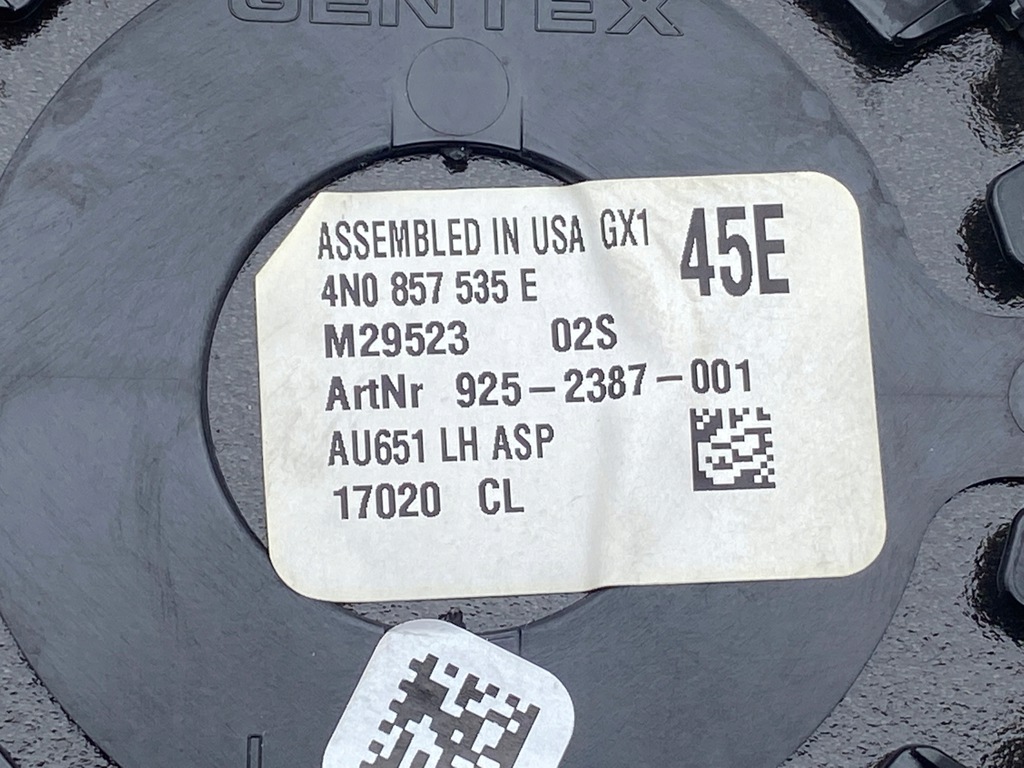 GENTEX
ASSEMBLED IN USA GX1 45E
4N0 857 535 E
M29523 02S
ArtNr 925-2387-001
AU651 LH ASP
17020 CL